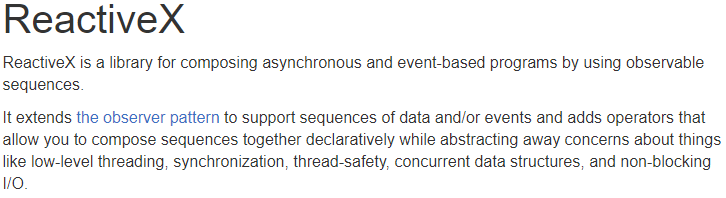 ReactiveX
ReactiveX is a library for composing asynchronous and event-based programs by using observable
sequences.
It extends the observer pattern to support sequences of data and/or events and adds operators that
allow you to compose sequences together declaratively while abstracting away concerns about things
like low-level threading, synchronization, thread-safety, concurrent data structures, and non-blocking
I/O.